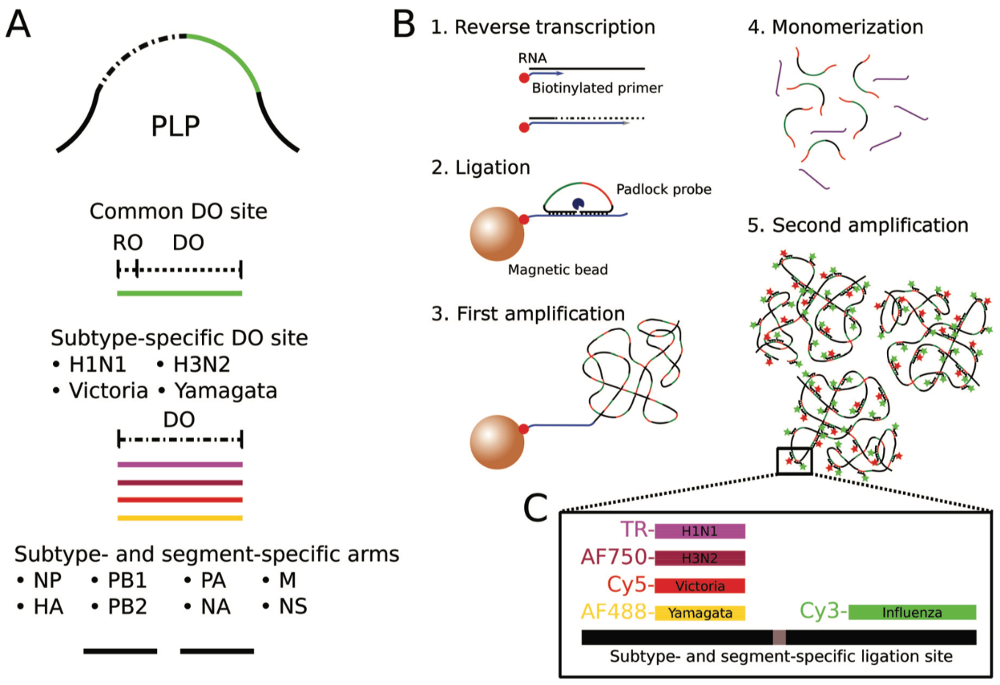 A
PLP
Common DO site
RO DO
Subtype-specific DO site
• H1N1 • H3N2
• Victoria • Yamagata
DO
Subtype- and segment-specific arms
• NP • PB1 • PA • M
• HA • PB2 • NA • NS
B
1. Reverse transcription
RNA
Biotinylated primer
2. Ligation
Padlock probe
Magnetic bead
3. First amplification
4. Monomerization
5. Second amplification
C
TR- H1N1
AF750- H3N2
Cy5- Victoria
AF488- Yamagata
Cy3- Influenza
Subtype- and segment-specific ligation site